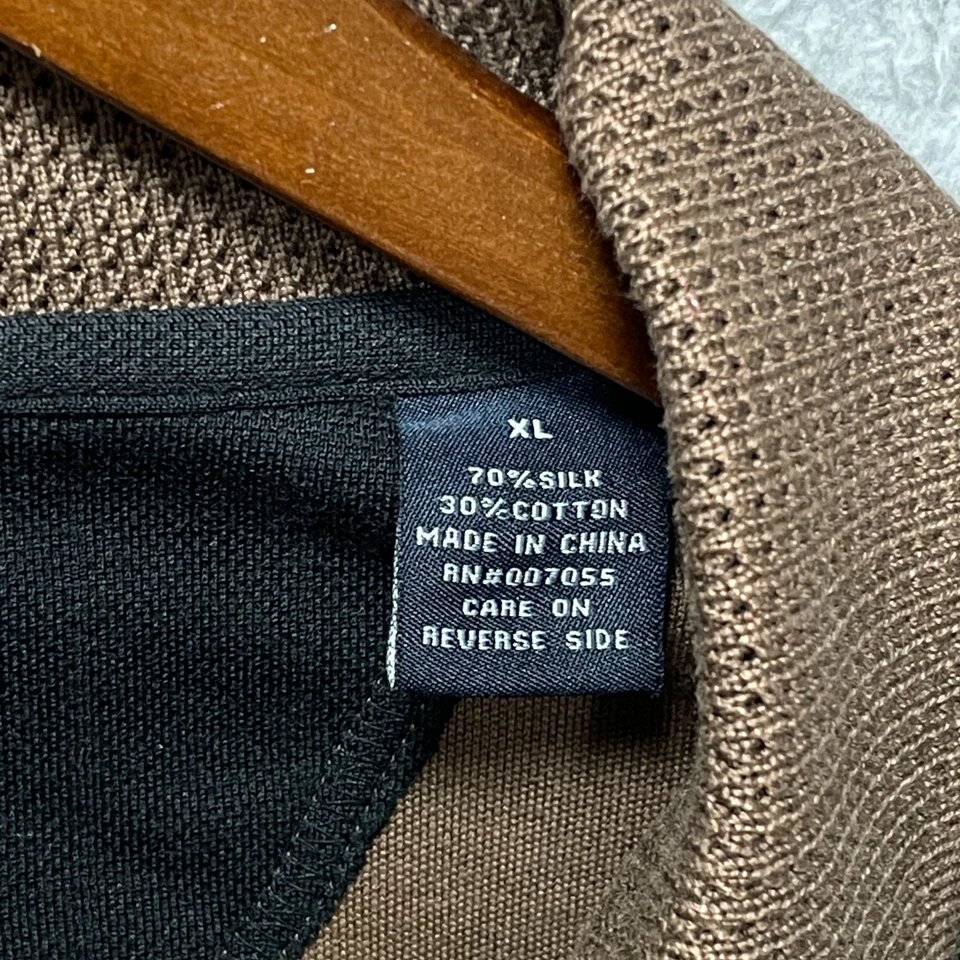 XL
70%SILK
30%COTTON
MADE IN CHINA
RN#007055
CARE ON
REVERSE SIDE